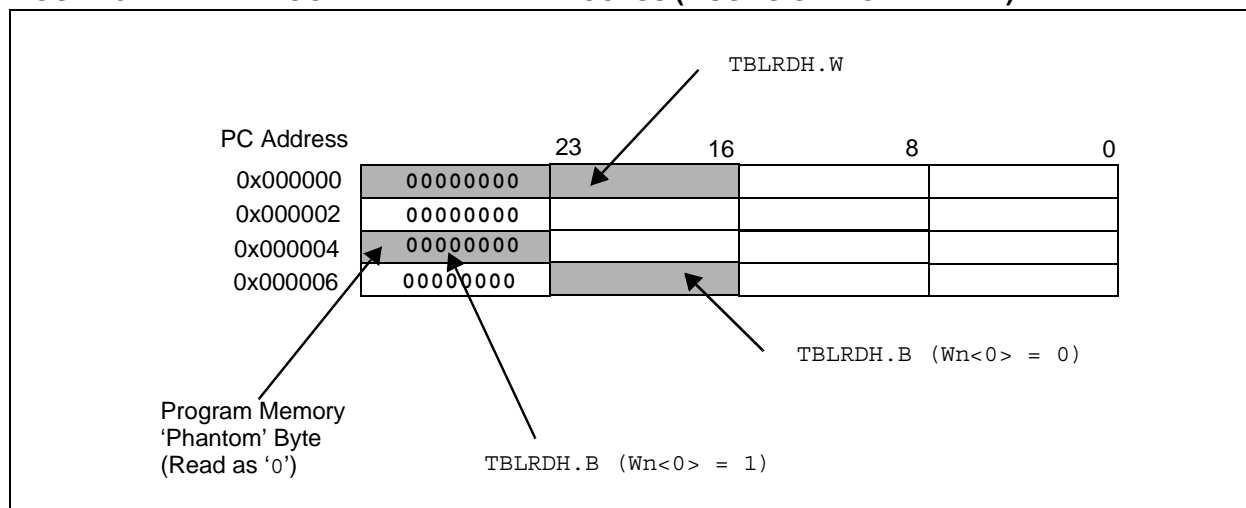 TBLRDH.W
PC Address
23 16 8 0
0x000000 00000000
0x000002 00000000
0x000004 00000000
0x000006 00000000
TBLRDH.B (Wn<0> = 0)
Program Memory
‘Phantom’ Byte
(Read as ‘0’)
TBLRDH.B (Wn<0> = 1)